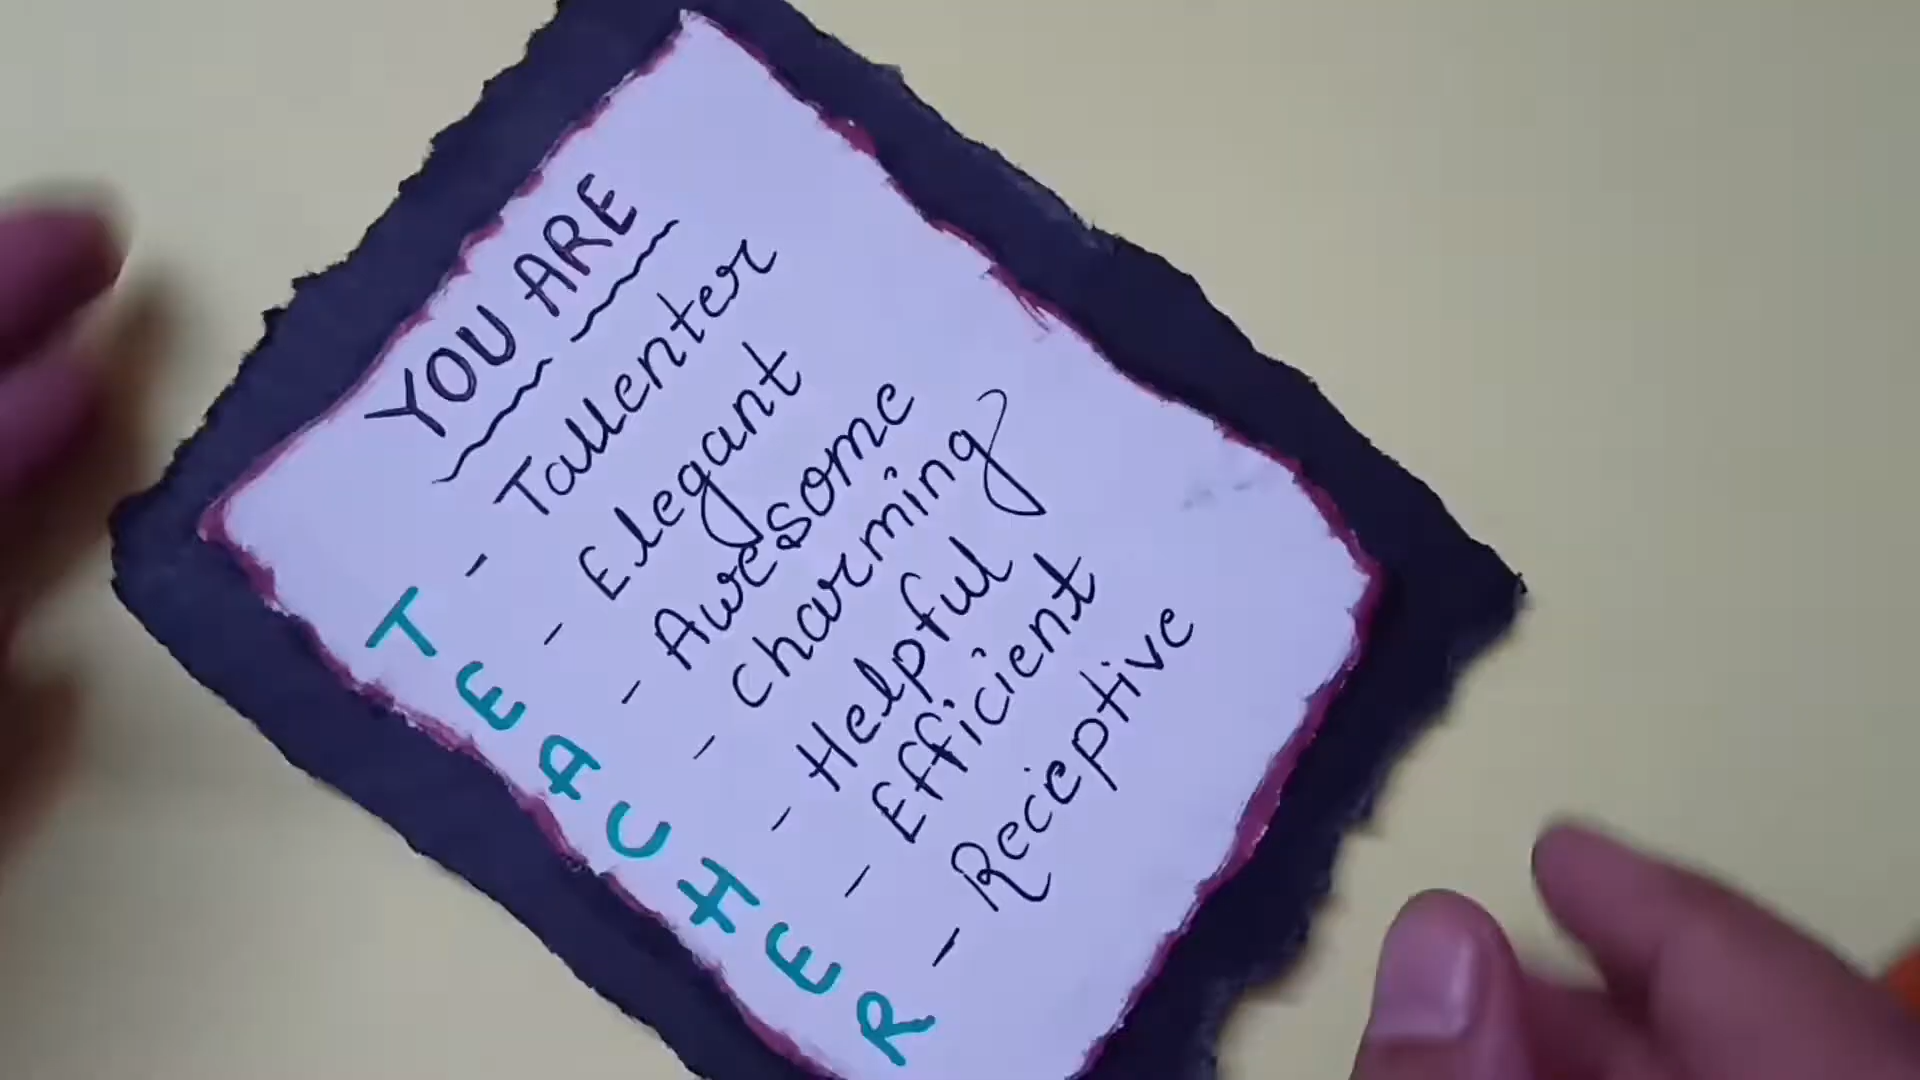 YOU ARE
T - Tallenter
E - Elegant
A - Awesome
C - Charming
H - Helpful
E - Efficient
R - Receptive